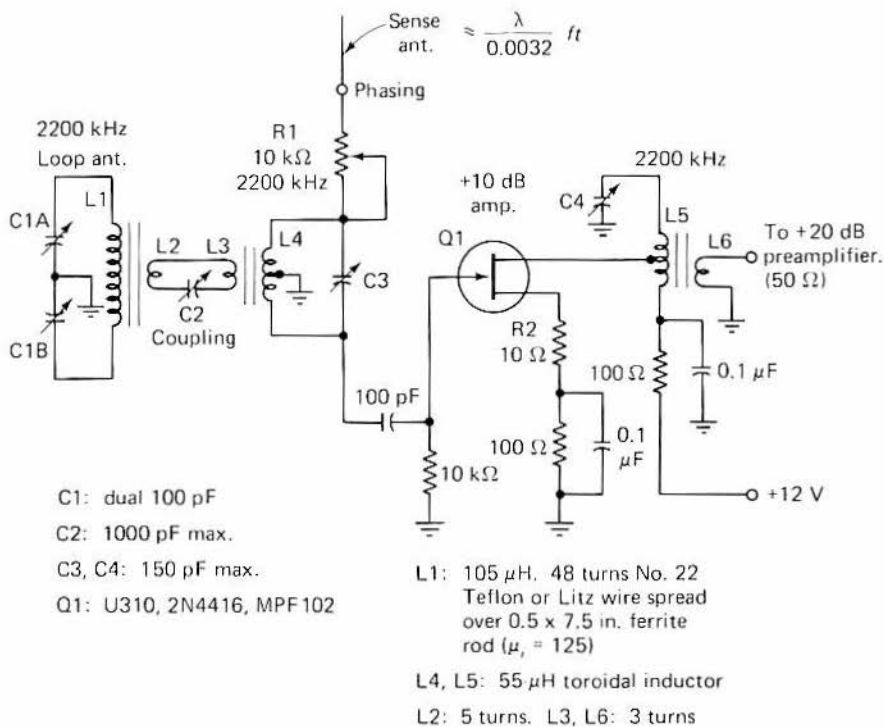 Sense
ant.
≈ λ / 0.0032 ft
Phasing
R1
10 kΩ
2200 kHz
2200 kHz
Loop ant.
C1A
L1
L2
L3
L4
C2
Coupling
C1B
C3
+10 dB
amp.
Q1
2200 kHz
C4
L5
L6
To +20 dB
preamplifier.
(50 Ω)
R2
10 Ω
100 Ω
0.1 μF
100 pF
10 kΩ
100 Ω
0.1
μF
+12 V
C1: dual 100 pF
C2: 1000 pF max.
C3, C4: 150 pF max.
Q1: U310, 2N4416, MPF102
L1: 105 μH. 48 turns No. 22
Teflon or Litz wire spread
over 0.5 x 7.5 in. ferrite
rod (μr = 125)
L4, L5: 55 μH toroidal inductor
L2: 5 turns. L3, L6: 3 turns